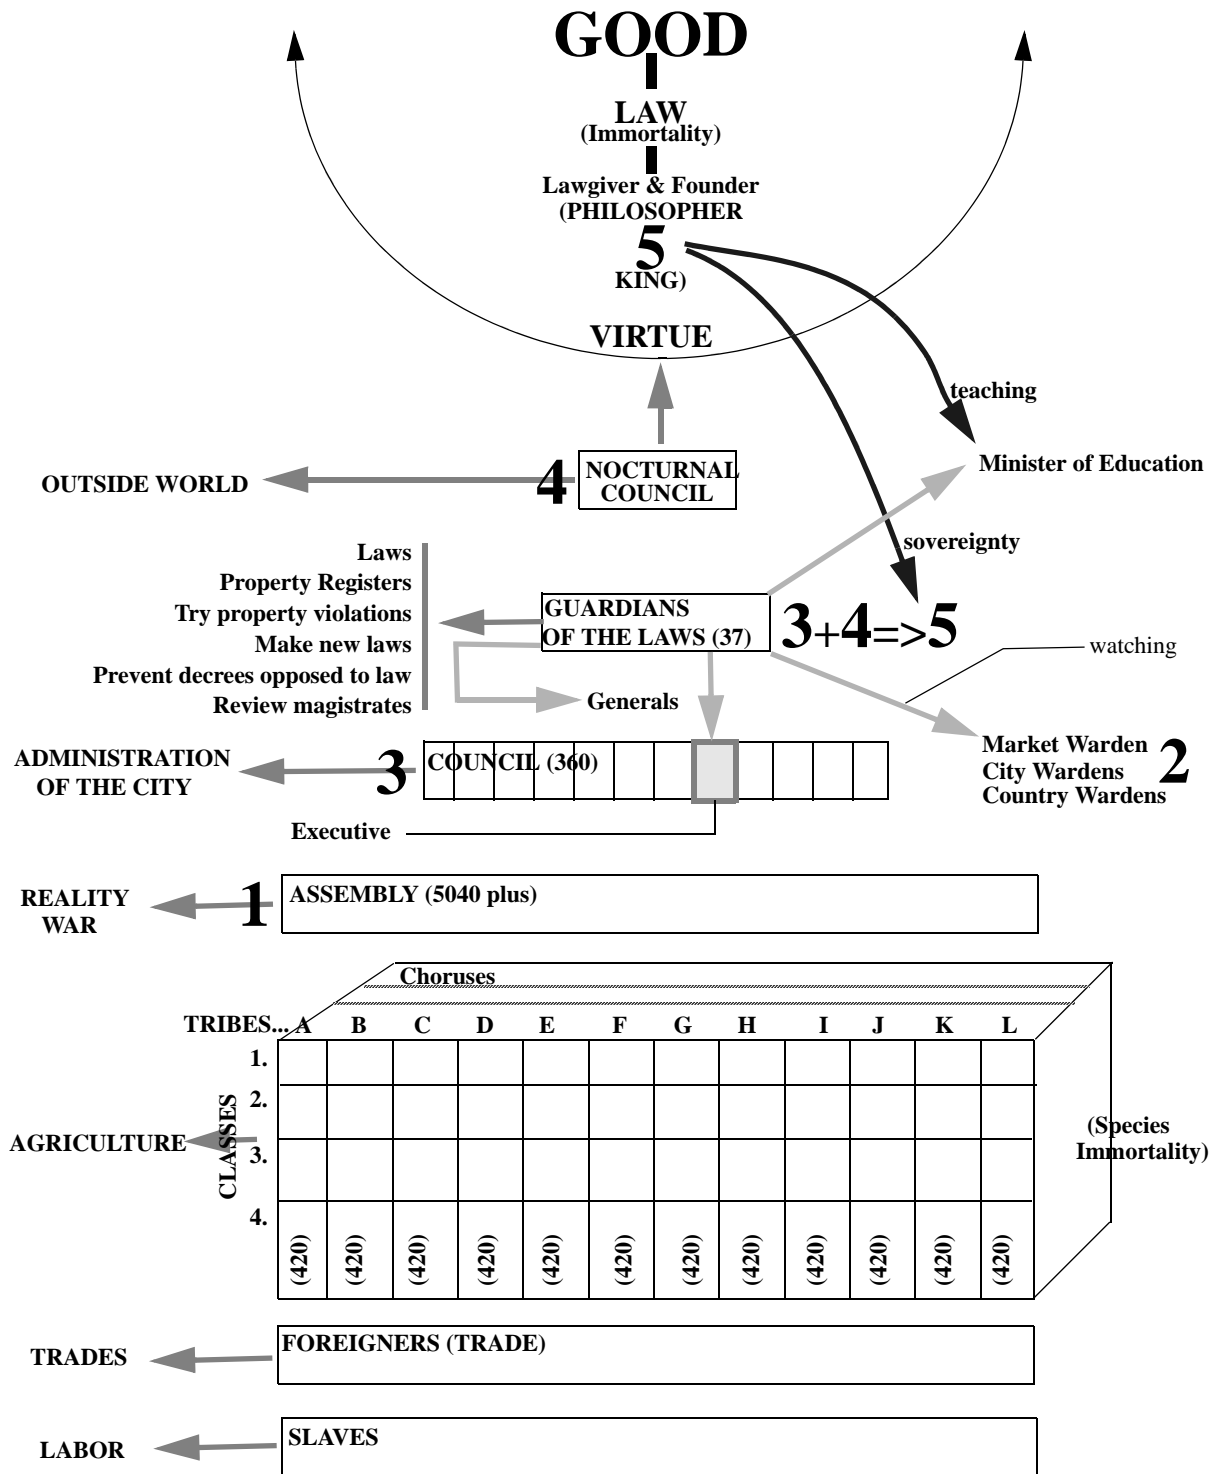 GOOD
LAW
(Immortality)
Lawgiver & Founder
(PHILOSOPHER
5
KING)
VIRTUE
teaching
Minister of Education
OUTSIDE WORLD
4
NOCTURNAL
COUNCIL
sovereignty
Laws
Property Registers
Try property violations
Make new laws
Prevent decrees opposed to law
Review magistrates
GUARDIANS
OF THE LAWS (37)
3+4=>5
watching
Generals
Market Warden
City Wardens
Country Wardens
2
ADMINISTRATION
OF THE CITY
3
COUNCIL (360)
Executive
REALITY
WAR
1
ASSEMBLY (5040 plus)
Choruses
TRIBES... A B C D E F G H I J K L
1.
2.
3.
4.
CLASSES
AGRICULTURE
(Species
Immortality)
(420) (420) (420) (420) (420) (420) (420) (420) (420) (420) (420) (420)
TRADES
FOREIGNERS (TRADE)
LABOR
SLAVES